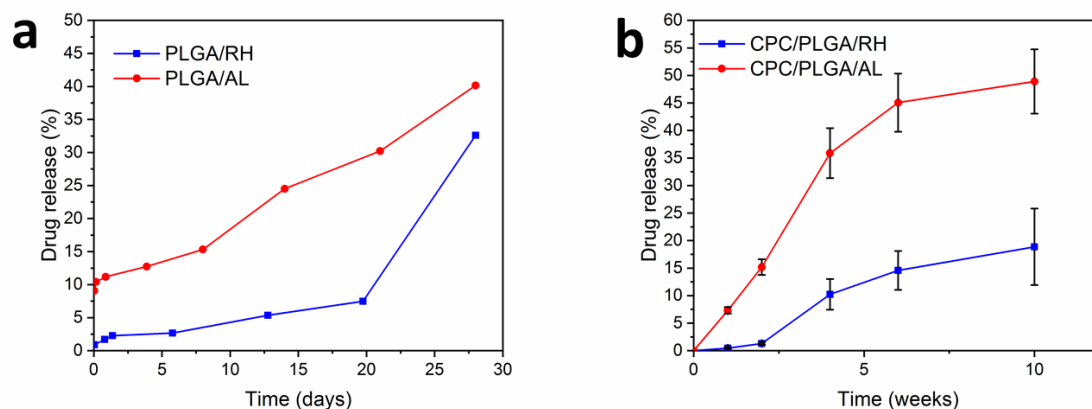 a
PLGA/RH
PLGA/AL
Drug release (%)
50
45
40
35
30
25
20
15
10
5
0
0 5 10 15 20 25 30
Time (days)
b
CPC/PLGA/RH
CPC/PLGA/AL
Drug release (%)
60
55
50
45
40
35
30
25
20
15
10
5
0
0 5 10
Time (weeks)